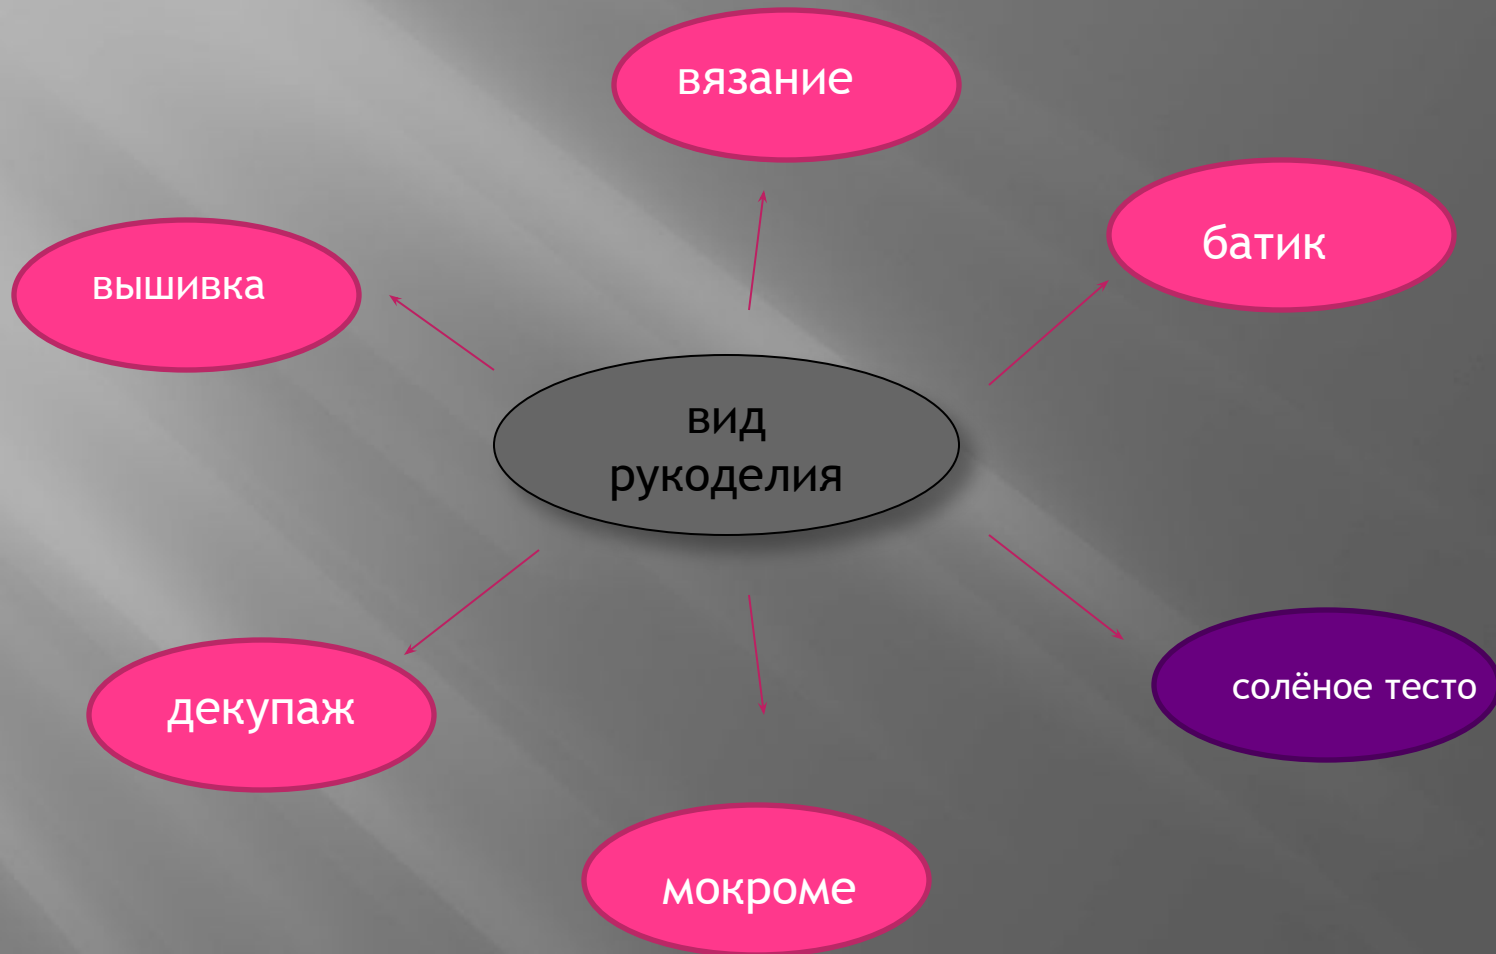 вязание
батик
вышивка
вид
рукоделия
солёное тесто
декупаж
мокроме